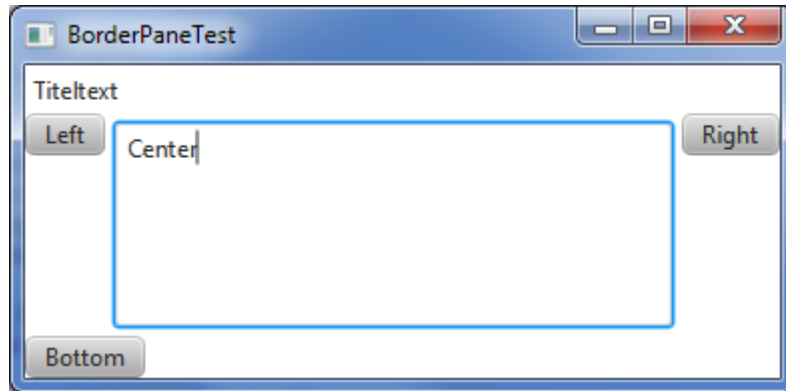 BorderPaneTest
Titeltext
Left
Center
Right
Bottom